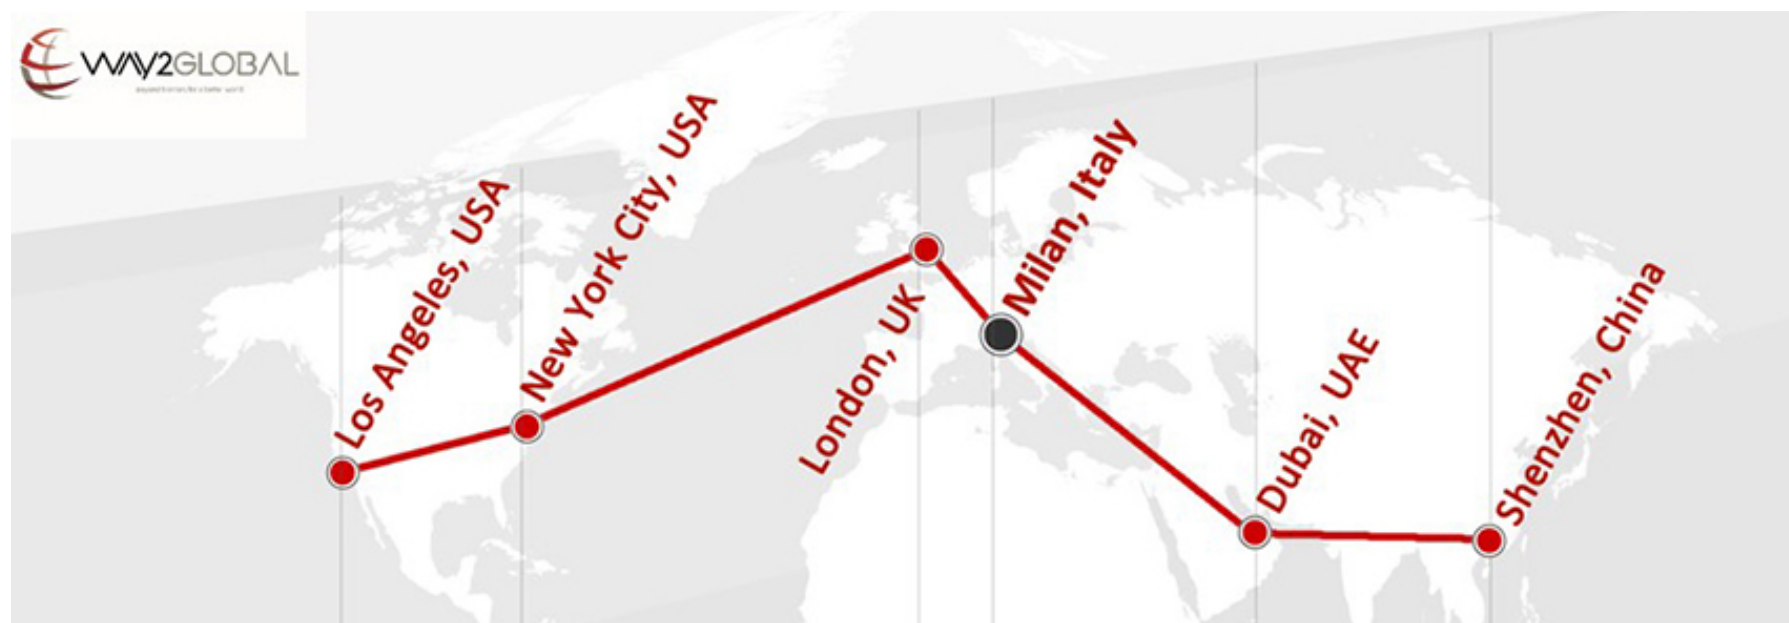 WAY2GLOBAL
Los Angeles, USA
New York City, USA
London, UK
Milan, Italy
Dubai, UAE
Shenzhen, China